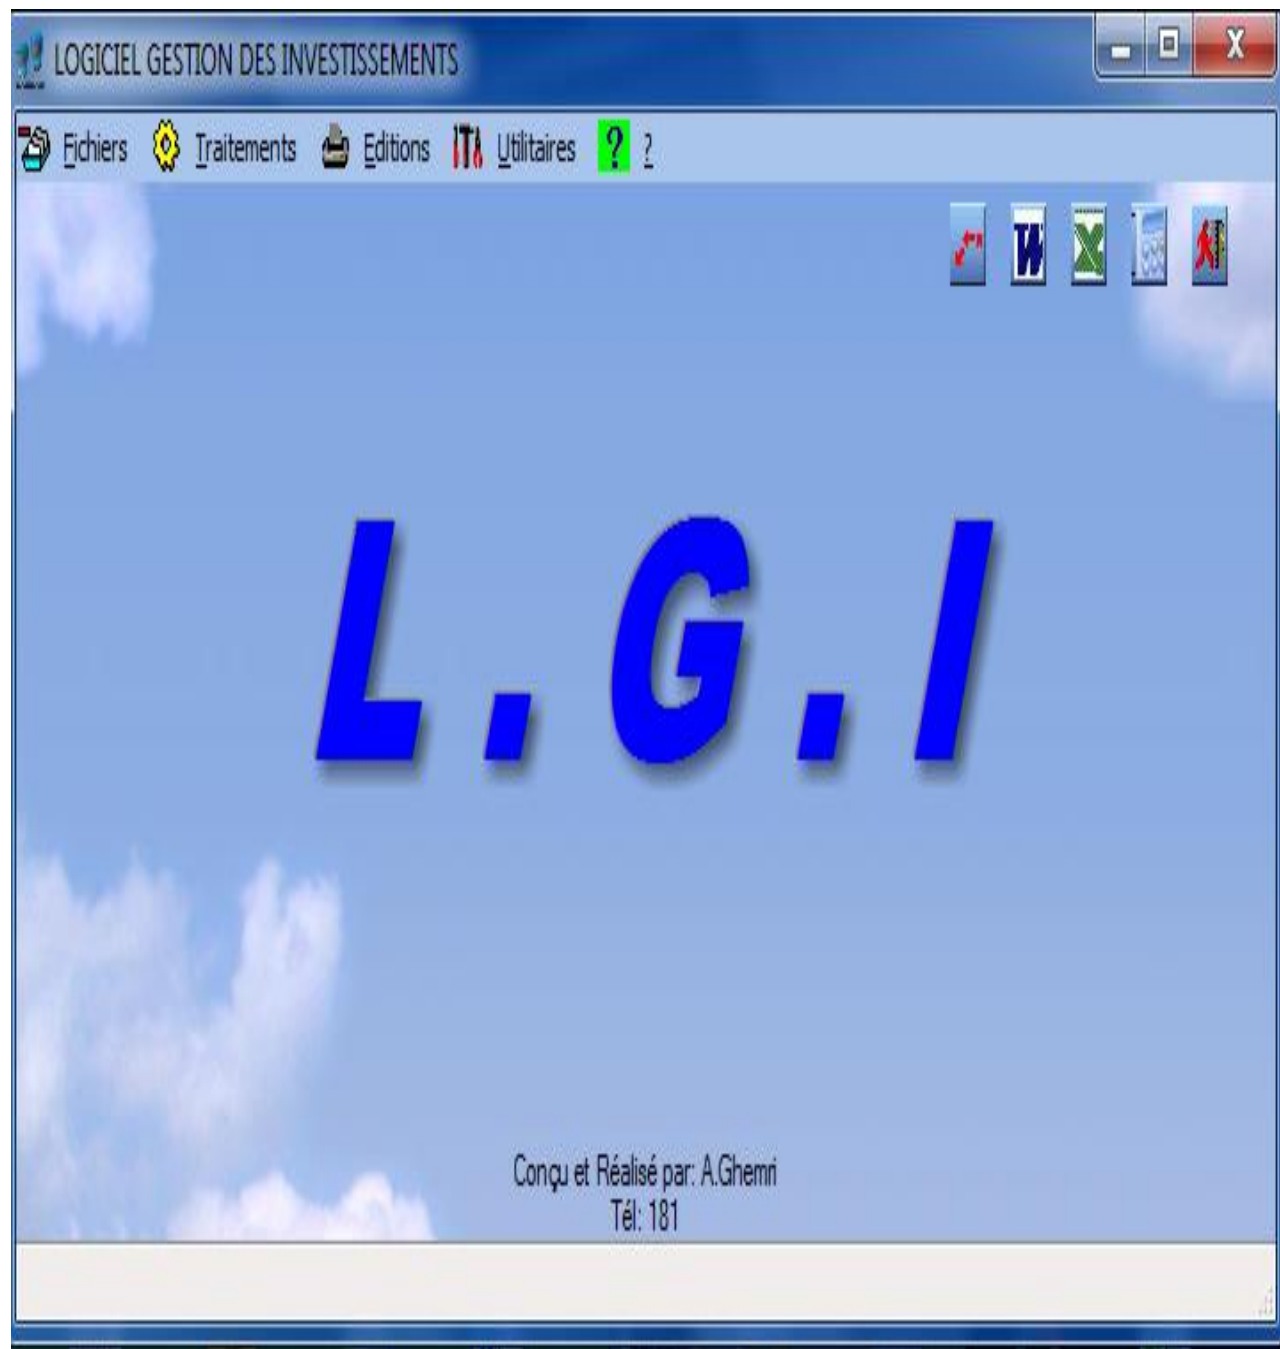 LOGICIEL GESTION DES INVESTISSEMENTS
Fichiers Traitements Editions Utilitaires ? ?
L.G.I
Conçu et Réalisé par: A.Ghemri
Tél: 181